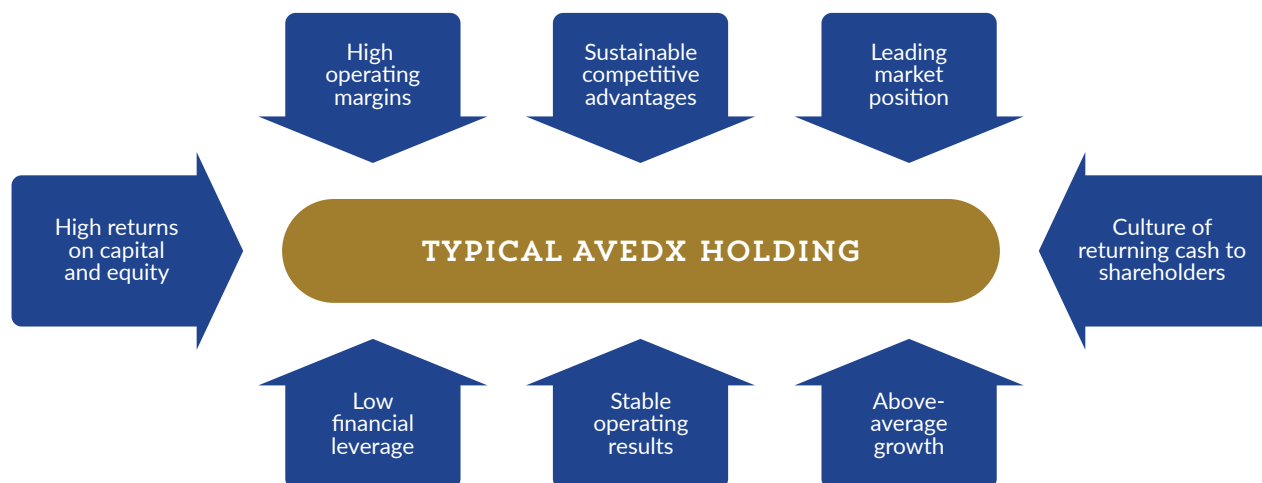 High
operating
margins
Sustainable
competitive
advantages
Leading
market
position
High returns
on capital
and equity
TYPICAL AVEDX HOLDING
Culture of
returning cash to
shareholders
Low
financial
leverage
Stable
operating
results
Above-
average
growth